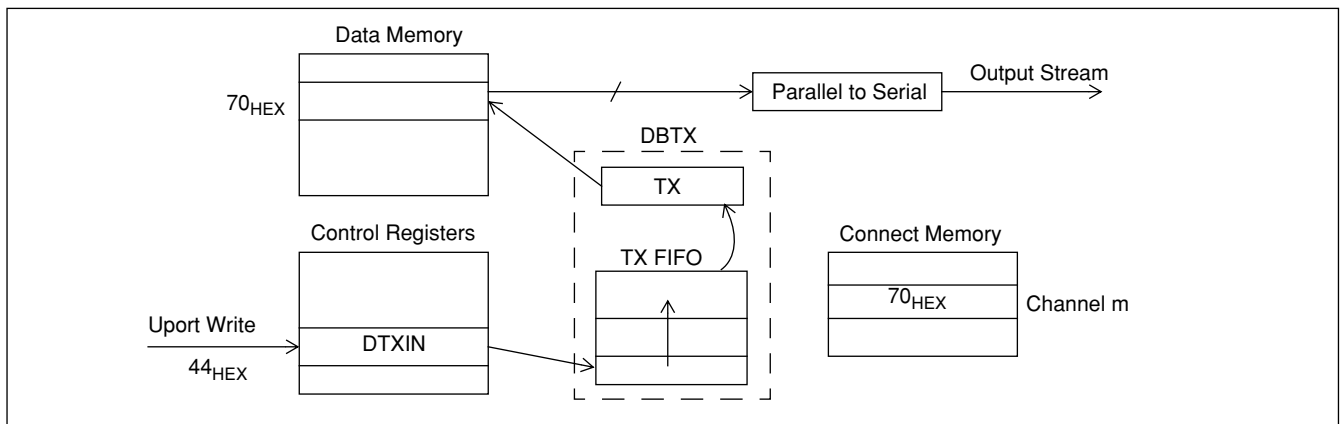 Data Memory
70HEX
Parallel to Serial
Output Stream
DBTX
TX
Control Registers
TX FIFO
Connect Memory
70HEX
Channel m
Uport Write
DTXIN
44HEX